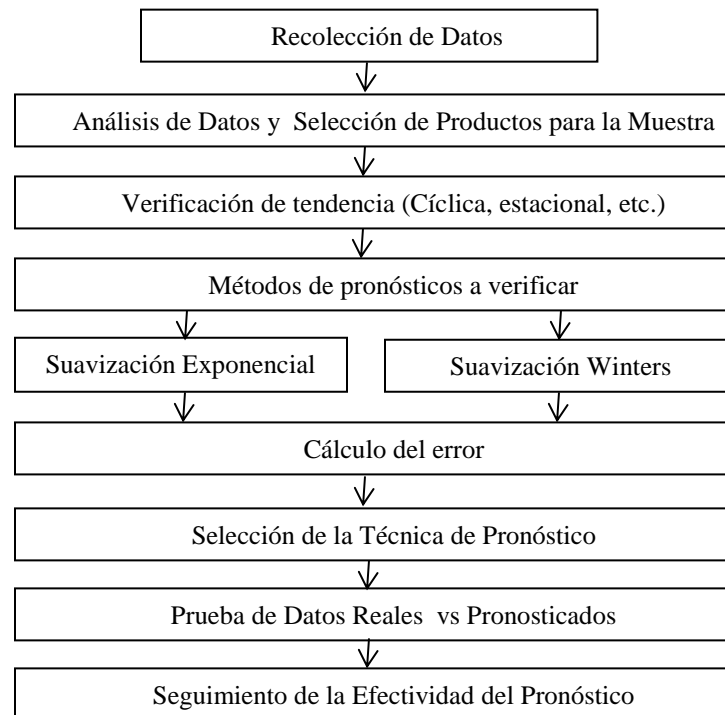 Recolección de Datos
Análisis de Datos y  Selección de Productos para la Muestra
Verificación de tendencia (Cíclica, estacional, etc.)
Métodos de pronósticos a verificar
Suavización Exponencial
Suavización Winters
Cálculo del error
Selección de la Técnica de Pronóstico
Prueba de Datos Reales  vs Pronosticados
Seguimiento de la Efectividad del Pronóstico